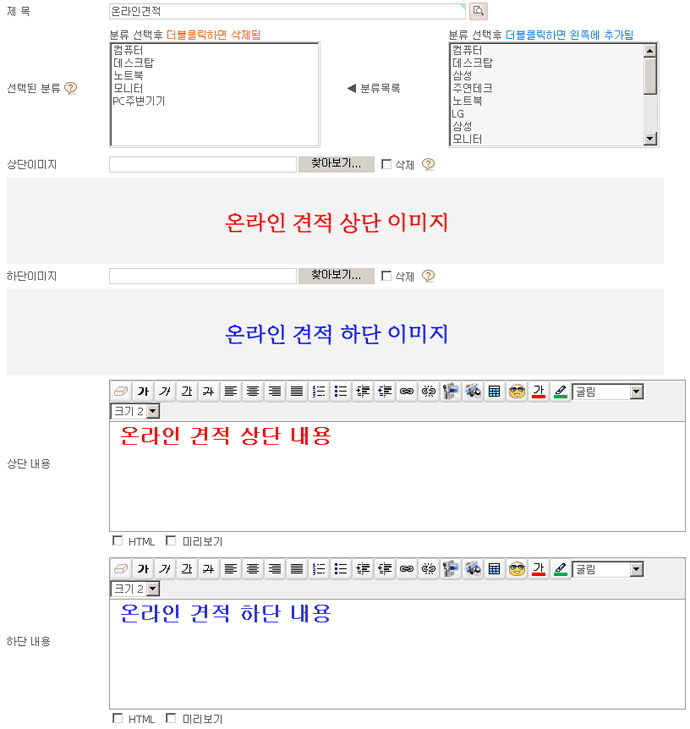 제 목 온라인견적
분류 선택후 더블클릭하면 삭제됨
분류 선택후 더블클릭하면 왼쪽에 추가됨
선택된 분류
컴퓨터
데스크탑
노트북
모니터
PC주변기기
◀ 분류목록
컴퓨터
데스크탑
삼성
주연테크
노트북
LG
삼성
모니터
상단이미지 찾아보기... 삭제
온라인 견적 상단 이미지
하단이미지 찾아보기... 삭제
온라인 견적 하단 이미지
가 가 가 가 가 굴림
크기 2
상단 내용
온라인 견적 상단 내용
HTML 미리보기
가 가 가 가 가 굴림
크기 2
하단 내용
온라인 견적 하단 내용
HTML 미리보기